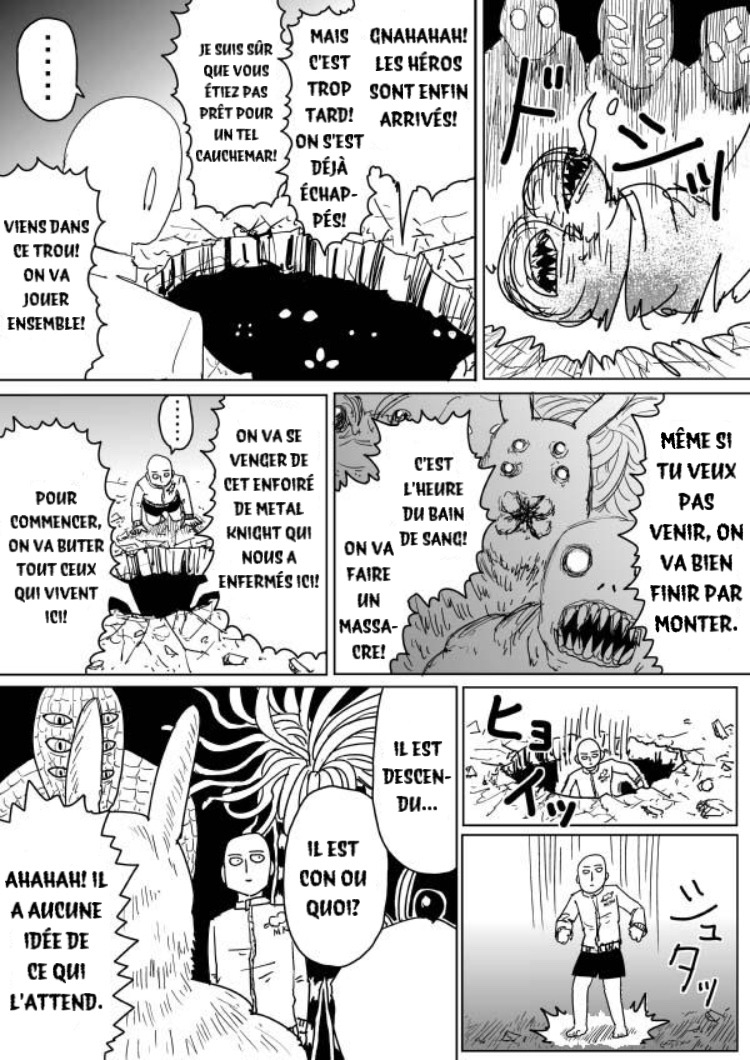 ドンッ
GNAHAHAH!
LES HÉROS
SONT ENFIN
ARRIVÉS!
MAIS
C'EST
TROP
TARD!
ON S'EST
DÉJÀ
ÉCHAP-
PÉS!
JE SUIS SÛR
QUE VOUS
ÉTIEZ PAS
PRÊT POUR
UN TEL
CAUCHEMAR!
......
VIENS DANS
CE TROU!
ON VA
JOUER
ENSEMBLE!
MÊME SI
TU VEUX
PAS
VENIR, ON
VA BIEN
FINIR PAR
MONTER.
C'EST
L'HEURE
DU BAIN
DE SANG!
ON VA
FAIRE
UN
MASSA-
CRE!
....
ON VA SE
VENGER DE
CET ENFOIRÉ
DE METAL
KNIGHT QUI
NOUS A
ENFERMÉS ICI!
POUR
COMMENCER,
ON VA BUTER
TOUT CEUX
QUI VIVENT
ICI!
ヒョイッ
シュタッ
IL EST
DESCEN-
DU...
IL EST
CON OU
QUOI?
AHAHAH! IL
A AUCUNE
IDÉE DE
CE QUI
L'ATTEND.